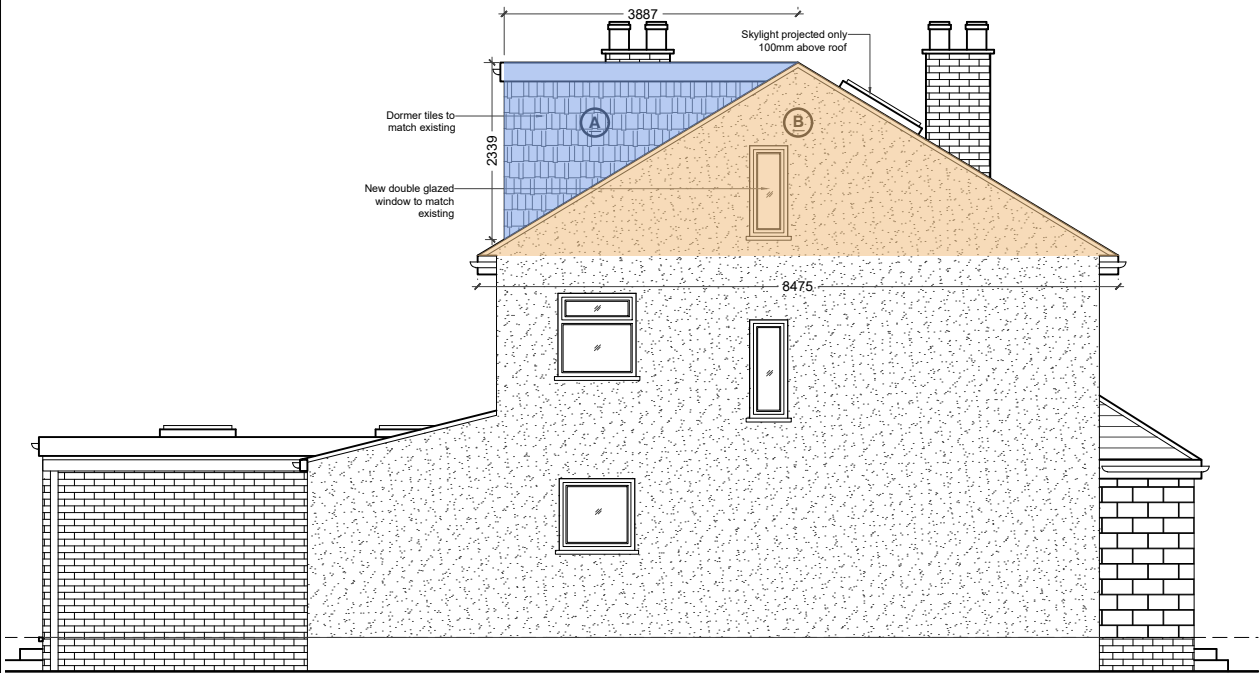 3887
Skylight projected only
100mm above roof
Dormer tiles to
match existing
A
B
2339
New double glazed
window to match
existing
8475